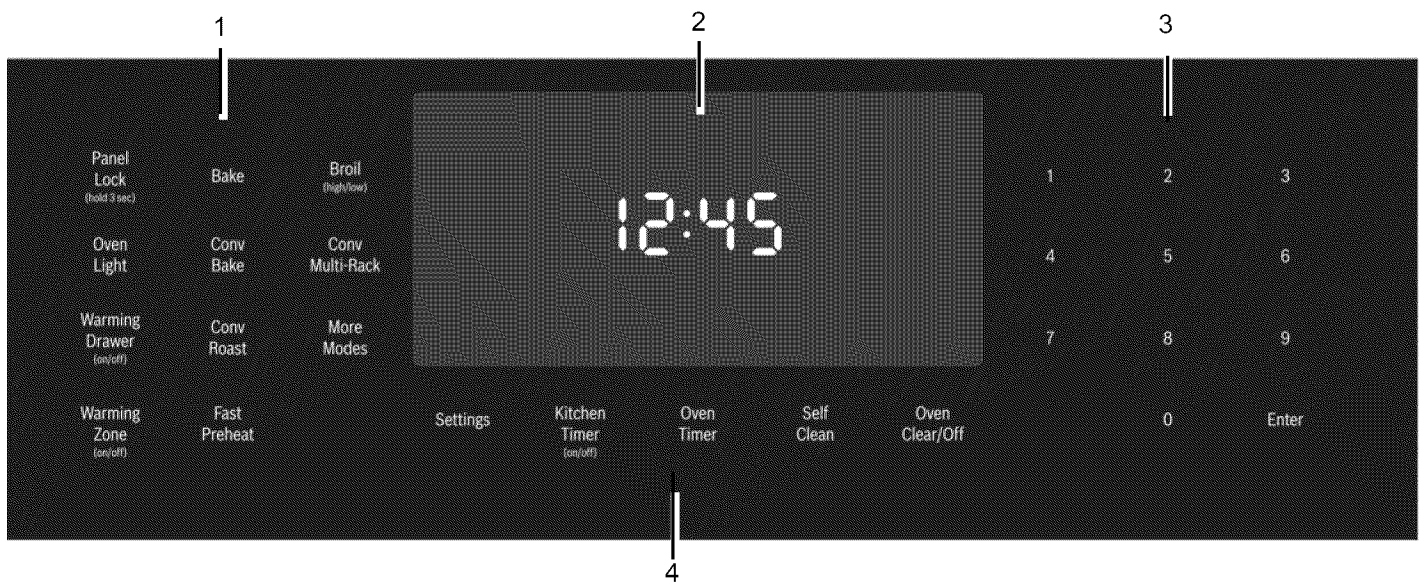 1
2
3
Panel
Lock
(hold 3 sec)
Bake
Broil
(high/low)
Oven
Light
Conv
Bake
Conv
Multi-Rack
Warming
Drawer
(on/off)
Conv
Roast
More
Modes
Warming
Zone
(on/off)
Fast
Preheat
12:45
Settings
Kitchen
Timer
(on/off)
Oven
Timer
Self
Clean
Oven
Clear/Off
1
2
3
4
5
6
7
8
9
0
Enter
4